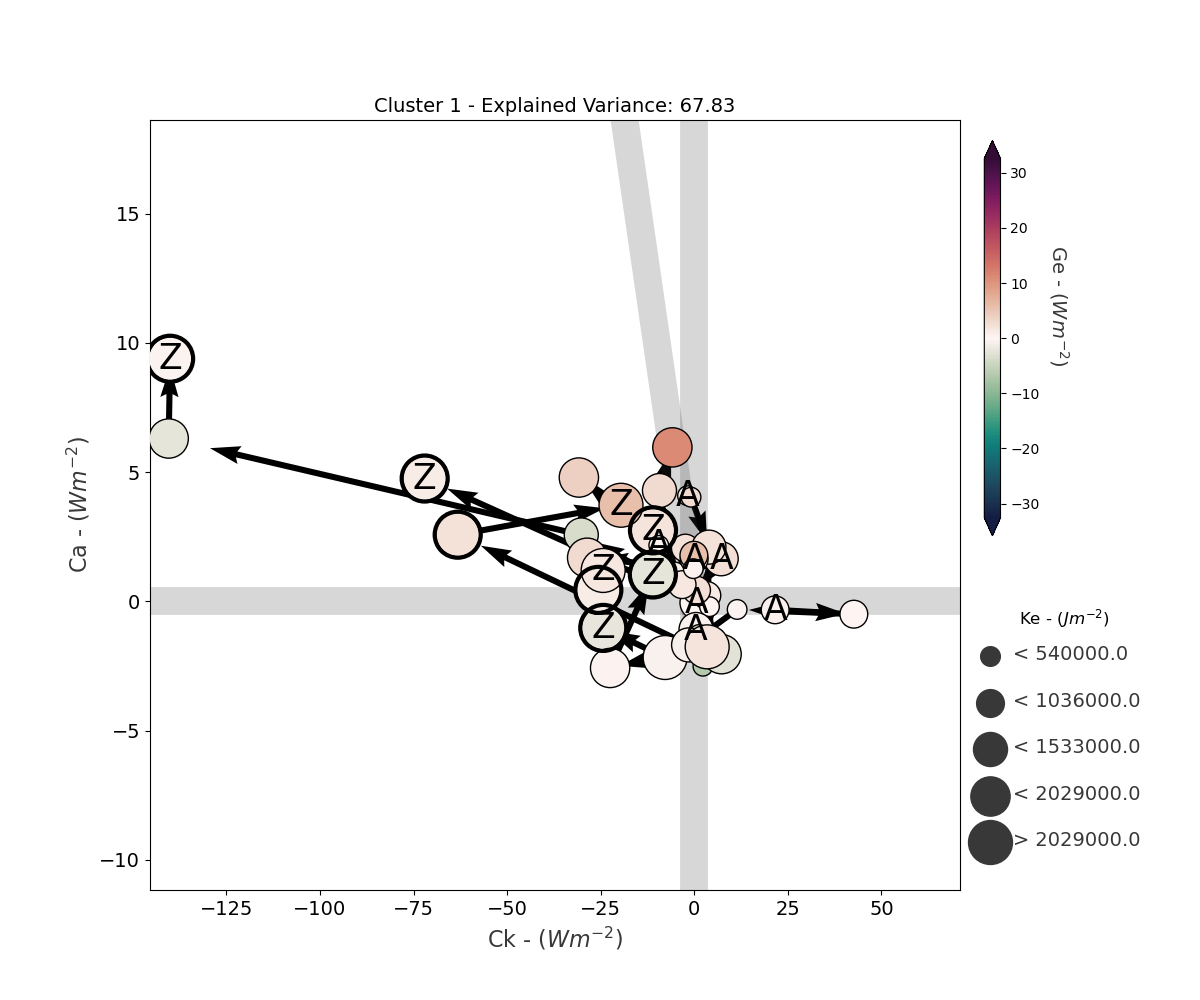 Cluster 1 - Explained Variance: 67.83
15
10
5
0
−5
−10
Ca - (Wm⁻²)
Z
Z
Z
Z
Z
Z
Z
A
A
A
A
A
A
A
−125
−100
−75
−50
−25
0
25
50
Ck - (Wm⁻²)
30
20
10
0
−10
−20
−30
Ge - (Wm⁻²)
Ke - (Jm⁻²)
< 540000.0
< 1036000.0
< 1533000.0
< 2029000.0
> 2029000.0